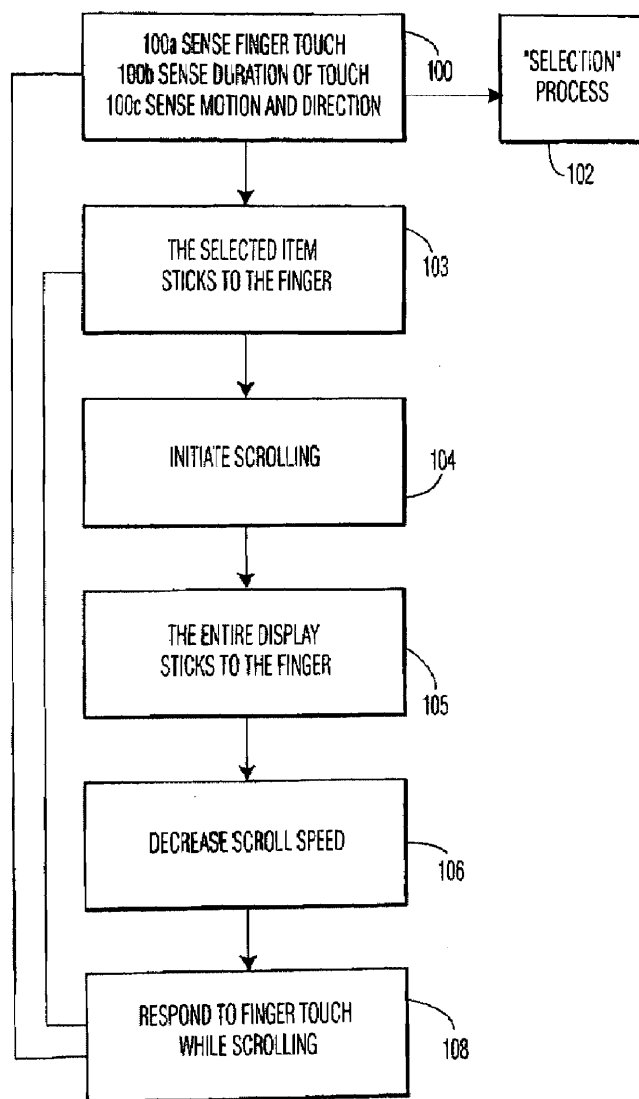 100a SENSE FINGER TOUCH
100b SENSE DURATION OF TOUCH
100c SENSE MOTION AND DIRECTION
100
"SELECTION"
PROCESS
102
THE SELECTED ITEM
STICKS TO THE FINGER
103
INITIATE SCROLLING
104
THE ENTIRE DISPLAY
STICKS TO THE FINGER
105
DECREASE SCROLL SPEED
106
RESPOND TO FINGER TOUCH
WHILE SCROLLING
108